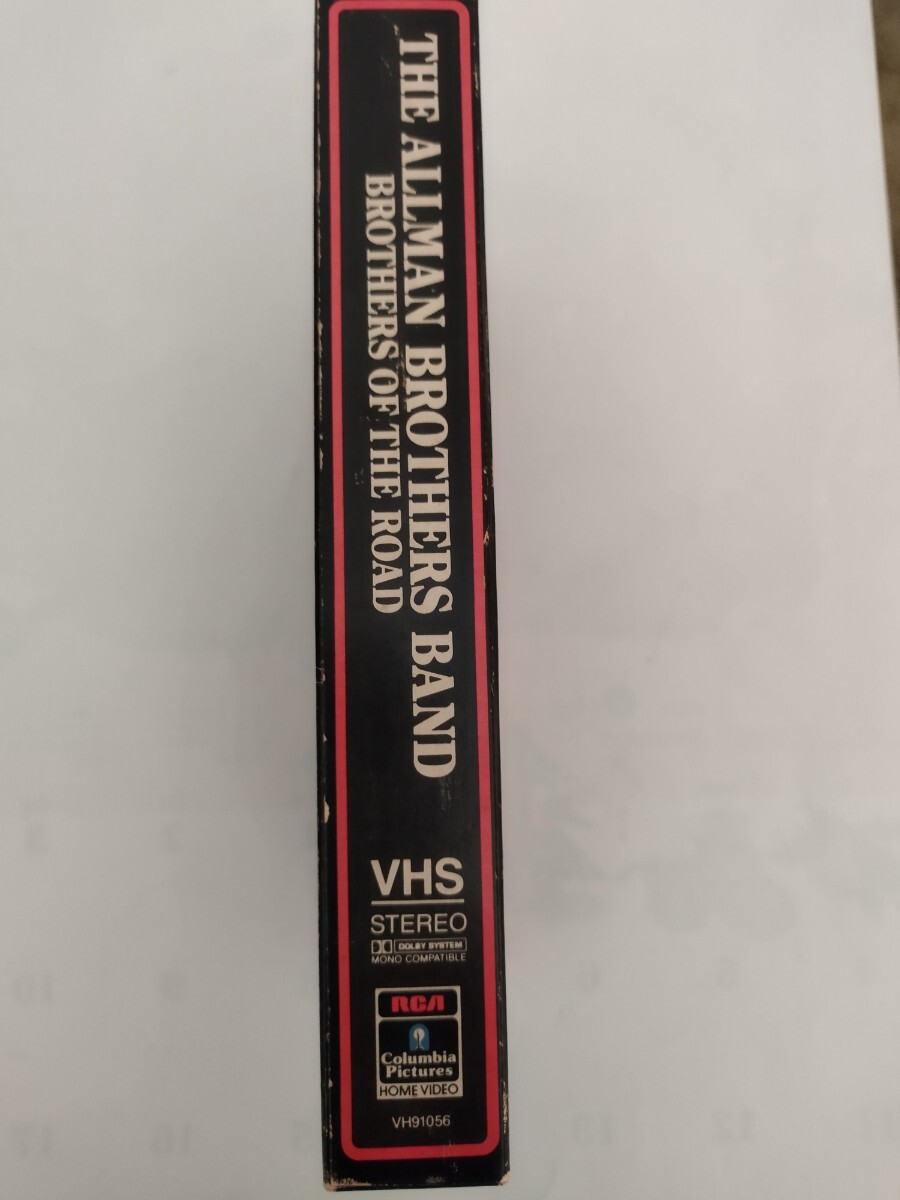 THE ALLMAN BROTHERS BAND
BROTHERS OF THE ROAD
VHS
STEREO
DOLBY SYSTEM
MONO COMPATIBLE
RCA
Columbia
Pictures
HOME VIDEO
VH91056